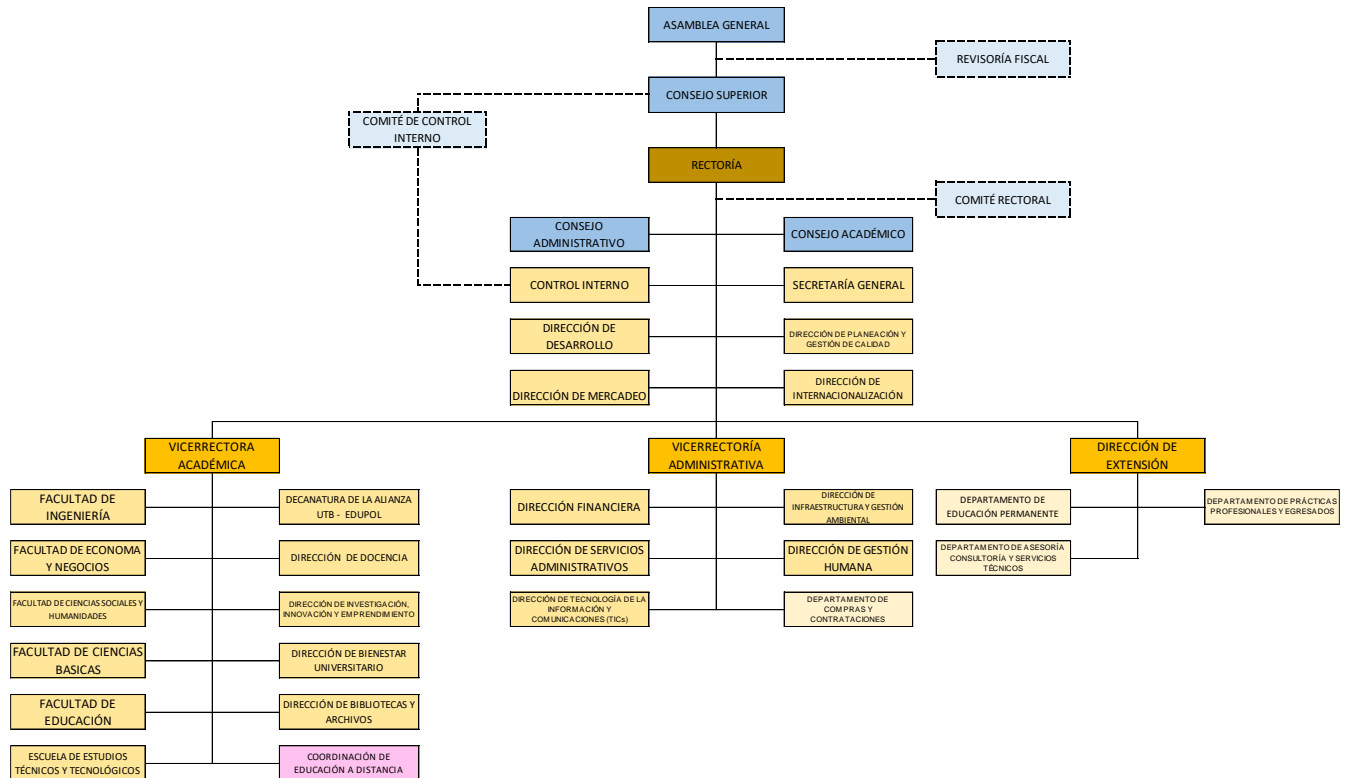 ASAMBLEA GENERAL
REVISORÍA FISCAL
CONSEJO SUPERIOR
COMITÉ DE CONTROL
INTERNO
RECTORÍA
COMITÉ RECTORAL
CONSEJO
ADMINISTRATIVO
CONSEJO ACADÉMICO
CONTROL INTERNO
SECRETARÍA GENERAL
DIRECCIÓN DE
DESARROLLO
DIRECCIÓN DE PLANEACIÓN Y
GESTIÓN DE CALIDAD
DIRECCIÓN DE MERCADEO
DIRECCIÓN DE
INTERNACIONALIZACIÓN
VICERRECTORA
ACADÉMICA
VICERRECTORÍA
ADMINISTRATIVA
DIRECCIÓN DE
EXTENSIÓN
FACULTAD DE
INGENIERÍA
DECANATURA DE LA ALIANZA
UTB - EDUPOL
DIRECCIÓN FINANCIERA
DIRECCIÓN DE
INFRAESTRUCTURA Y GESTIÓN
AMBIENTAL
DEPARTAMENTO DE
EDUCACIÓN PERMANENTE
DEPARTAMENTO DE PRÁCTICAS
PROFESIONALES Y EGRESADOS
FACULTAD DE ECONOMA
Y NEGOCIOS
DIRECCIÓN DE DOCENCIA
DIRECCIÓN DE SERVICIOS
ADMINISTRATIVOS
DIRECCIÓN DE GESTIÓN
HUMANA
DEPARTAMENTO DE ASESORÍA
CONSULTORÍA Y SERVICIOS
TÉCNICOS
FACULTAD DE CIENCIAS SOCIALES Y
HUMANIDADES
DIRECCIÓN DE INVESTIGACIÓN,
INNOVACIÓN Y EMPRENDIMIENTO
DIRECCIÓN DE TECNOLOGÍA DE LA
INFORMACIÓN Y
COMUNICACIONES (TICs)
DEPARTAMENTO DE
COMPRAS Y
CONTRATACIONES
FACULTAD DE CIENCIAS
BASICAS
DIRECCIÓN DE BIENESTAR
UNIVERSITARIO
FACULTAD DE
EDUCACIÓN
DIRECCIÓN DE BIBLIOTECAS Y
ARCHIVOS
ESCUELA DE ESTUDIOS
TÉCNICOS Y TECNOLÓGICOS
COORDINACIÓN DE
EDUCACIÓN A DISTANCIA